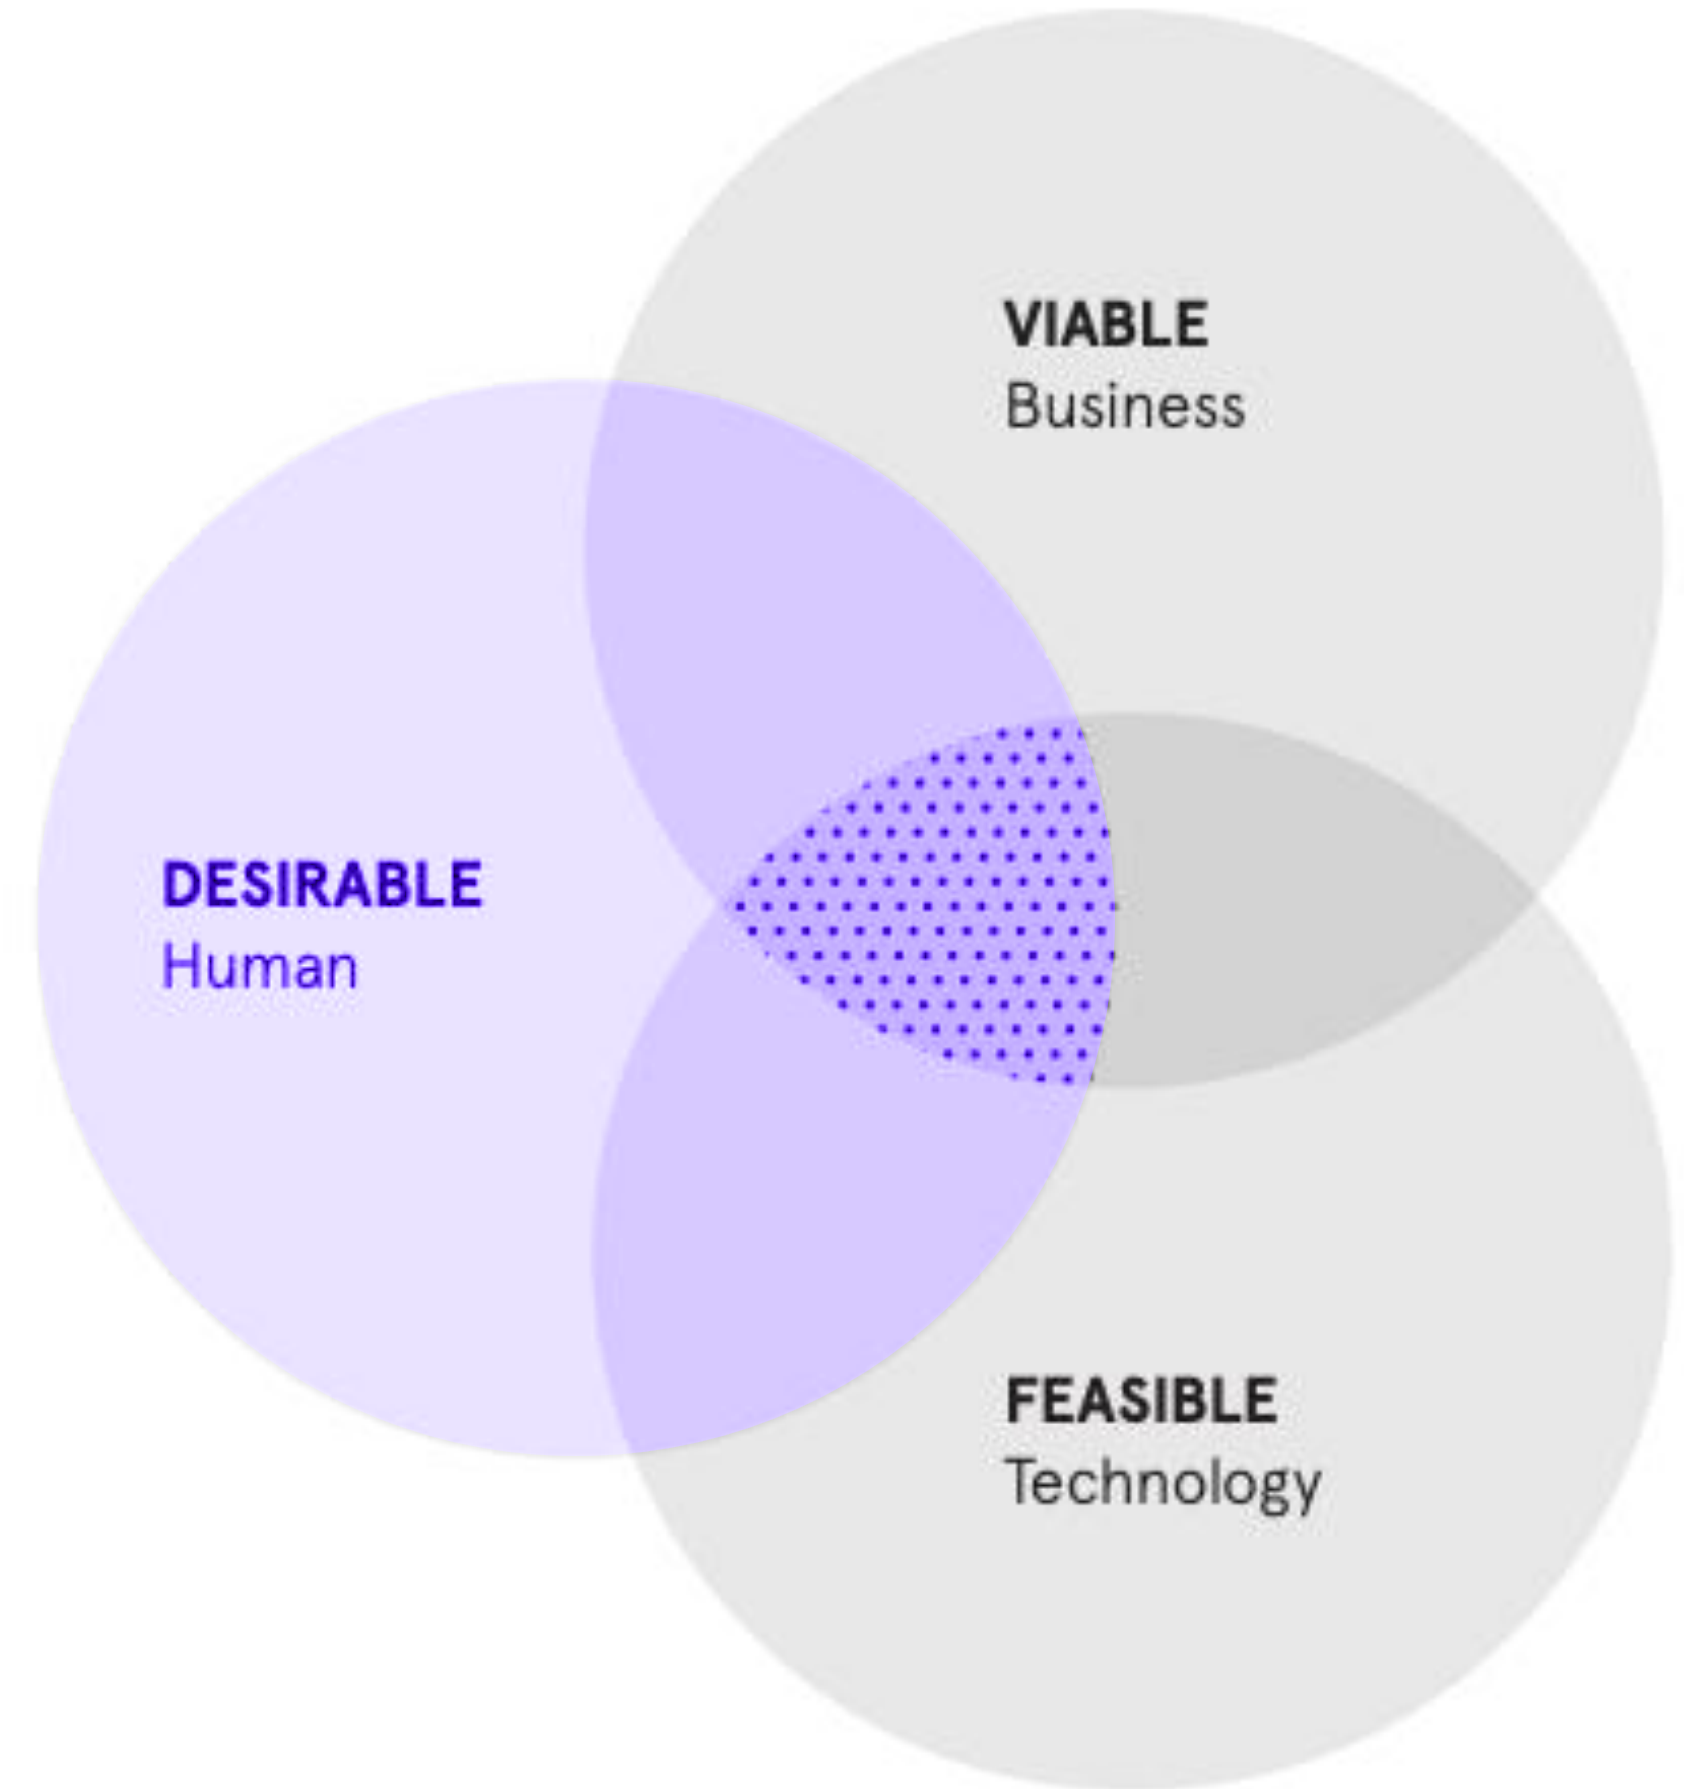 VIABLE
Business
DESIRABLE
Human
FEASIBLE
Technology